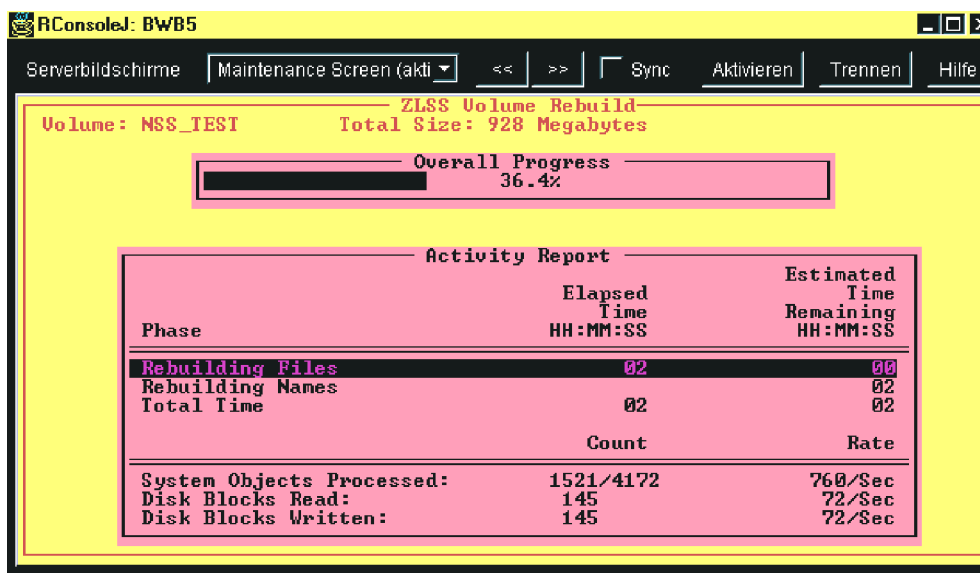 RConsoleJ: BWB5
Serverbildschirme Maintenance Screen (akti << >> Sync Aktivieren Trennen Hilfe
ZLSS Volume Rebuild
Volume: NSS_TEST Total Size: 928 Megabytes
Overall Progress
36.4%
Activity Report
Estimated
Elapsed Time
Time Remaining
Phase HH:MM:SS HH:MM:SS
Rebuilding Files 02 00
Rebuilding Names 02
Total Time 02 02
Count Rate
System Objects Processed: 1521/4172 760/Sec
Disk Blocks Read: 145 72/Sec
Disk Blocks Written: 145 72/Sec